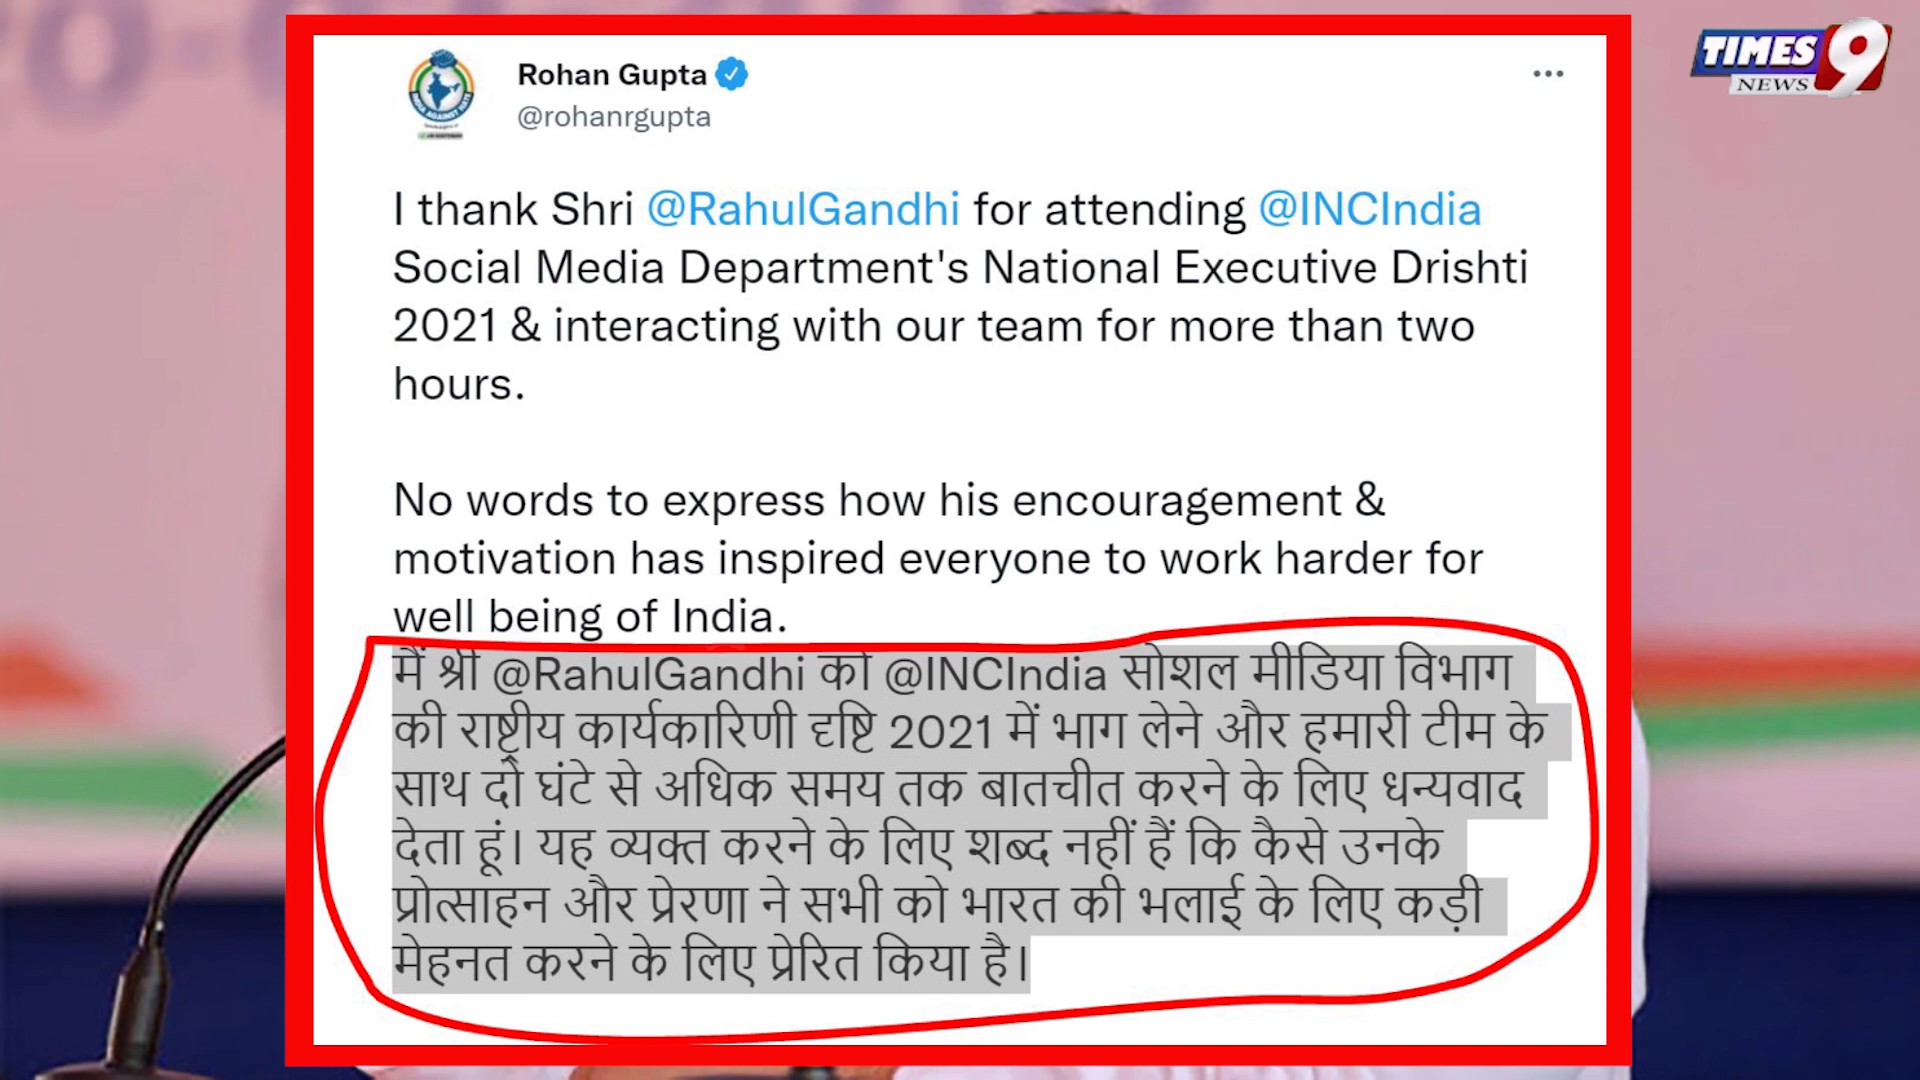 TIMES 9
NEWS
Rohan Gupta
@rohanrgupta
I thank Shri @RahulGandhi for attending @INCIndia
Social Media Department's National Executive Drishti
2021 & interacting with our team for more than two
hours.
No words to express how his encouragement &
motivation has inspired everyone to work harder for
well being of India.
मैं श्री @RahulGandhi को @INCIndia सोशल मीडिया विभाग
की राष्ट्रीय कार्यकारिणी दृष्टि 2021 में भाग लेने और हमारी टीम के
साथ दो घंटे से अधिक समय तक बातचीत करने के लिए धन्यवाद
देता हूं। यह व्यक्त करने के लिए शब्द नहीं हैं कि कैसे उनके
प्रोत्साहन और प्रेरणा ने सभी को भारत की भलाई के लिए कड़ी
मेहनत करने के लिए प्रेरित किया है।